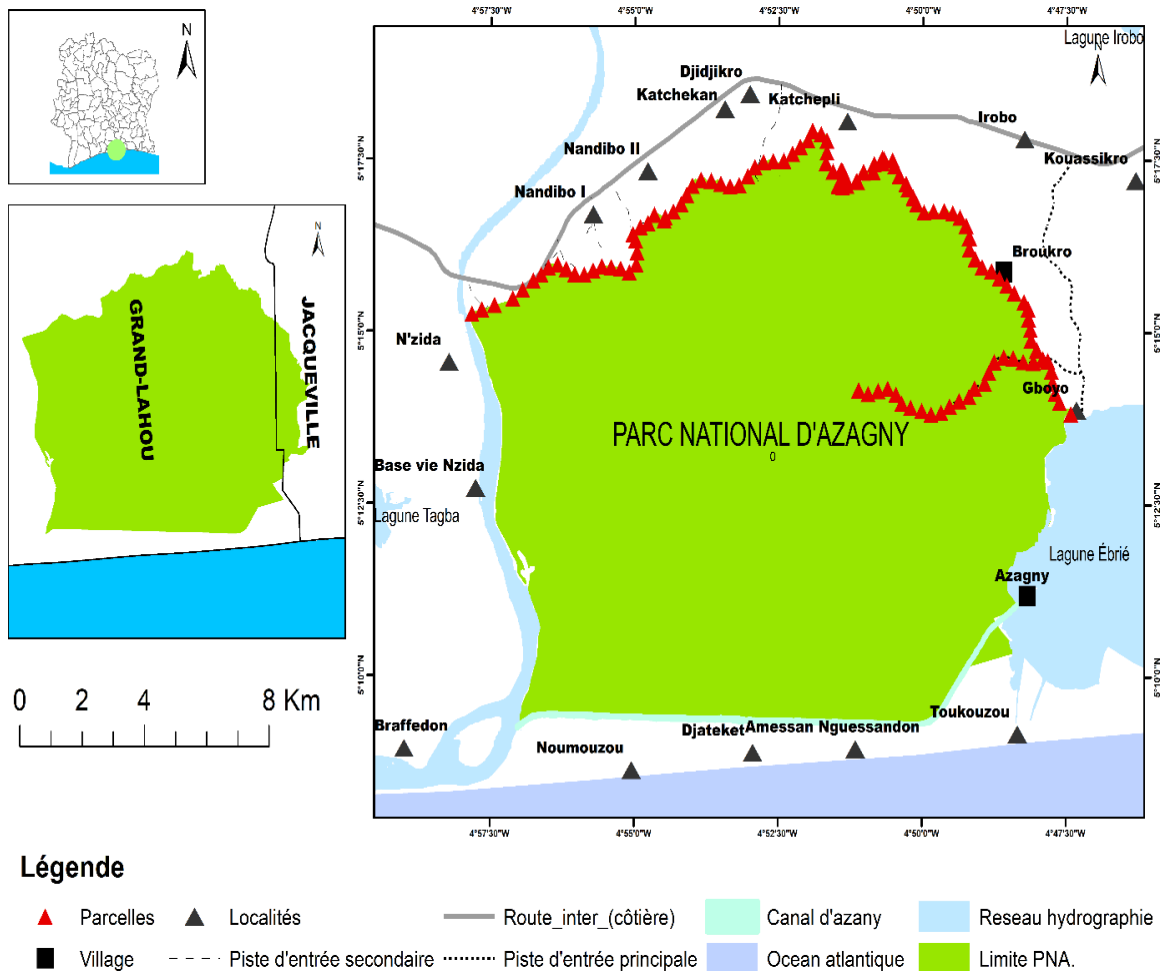 N
N
GRAND-LAHOU
JACQUEVILLE
0 2 4 8 Km
4°57'30"W 4°55'0"W 4°52'30"W 4°50'0"W 4°47'30"W
Lagune Irobo
N
Djidjikro
Katchekan
Katchepli
Irobo
Kouassikro
Nandibo II
Nandibo I
Broukro
N'zida
Gboyo
PARC NATIONAL D'AZAGNY
0
Base vie Nzida
Lagune Tagba
Lagune Ébrié
Azagny
Toukouzou
Braffedon
Noumouzou
Djateket
Amessan Nguessandon
5°17'30"N
5°15'0"N
5°12'30"N
5°10'0"N
5°17'30"N
5°15'0"N
5°12'30"N
5°10'0"N
4°57'30"W 4°55'0"W 4°52'30"W 4°50'0"W 4°47'30"W
Légende
Parcelles Localités Route_inter_(côtière) Canal d'azany Reseau hydrographie
Village Piste d'entrée secondaire Piste d'entrée principale Ocean atlantique Limite PNA.